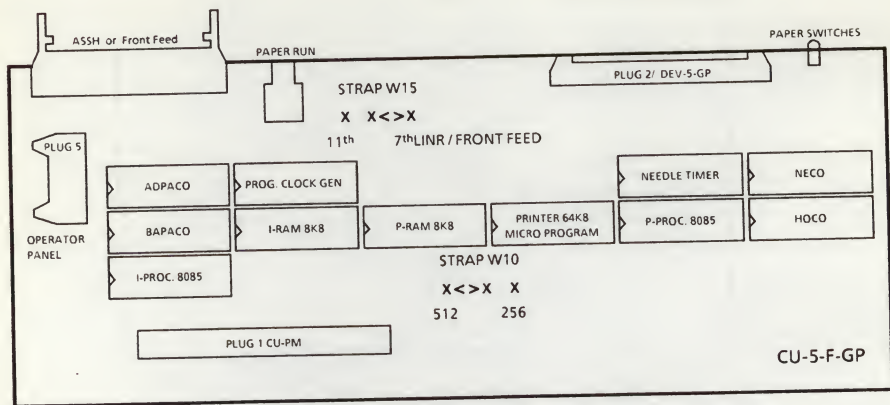 ASSH or Front Feed
PAPER RUN
PAPER SWITCHES
PLUG 2/ DEV-5-GP
STRAP W15
X X<>X
11th 7thLINR / FRONT FEED
PLUG 5
OPERATOR
PANEL
ADPACO
PROG. CLOCK GEN
NEEDLE TIMER
NECO
BAPACO
I-RAM 8K8
P-RAM 8K8
PRINTER 64K8
MICRO PROGRAM
P-PROC. 8085
HOCO
I-PROC. 8085
STRAP W10
X<>X X
512 256
PLUG 1 CU-PM
CU-5-F-GP